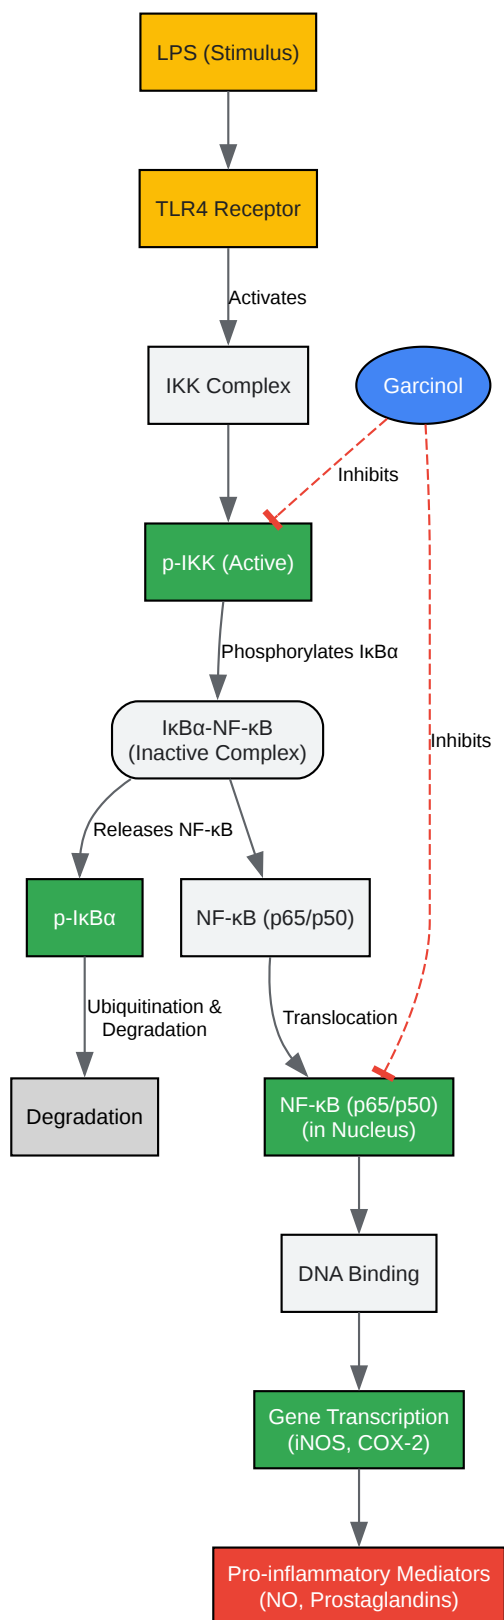 LPS (Stimulus)
TLR4 Receptor
Activates
IKK Complex
Garcinol
Inhibits
p-IKK (Active)
Phosphorylates IκBα
IκBα-NF-κB
(Inactive Complex)
Inhibits
Releases NF-κB
p-IκBα
NF-κB (p65/p50)
Ubiquitination &
Degradation
Translocation
Degradation
NF-κB (p65/p50)
(in Nucleus)
DNA Binding
Gene Transcription
(iNOS, COX-2)
Pro-inflammatory Mediators
(NO, Prostaglandins)